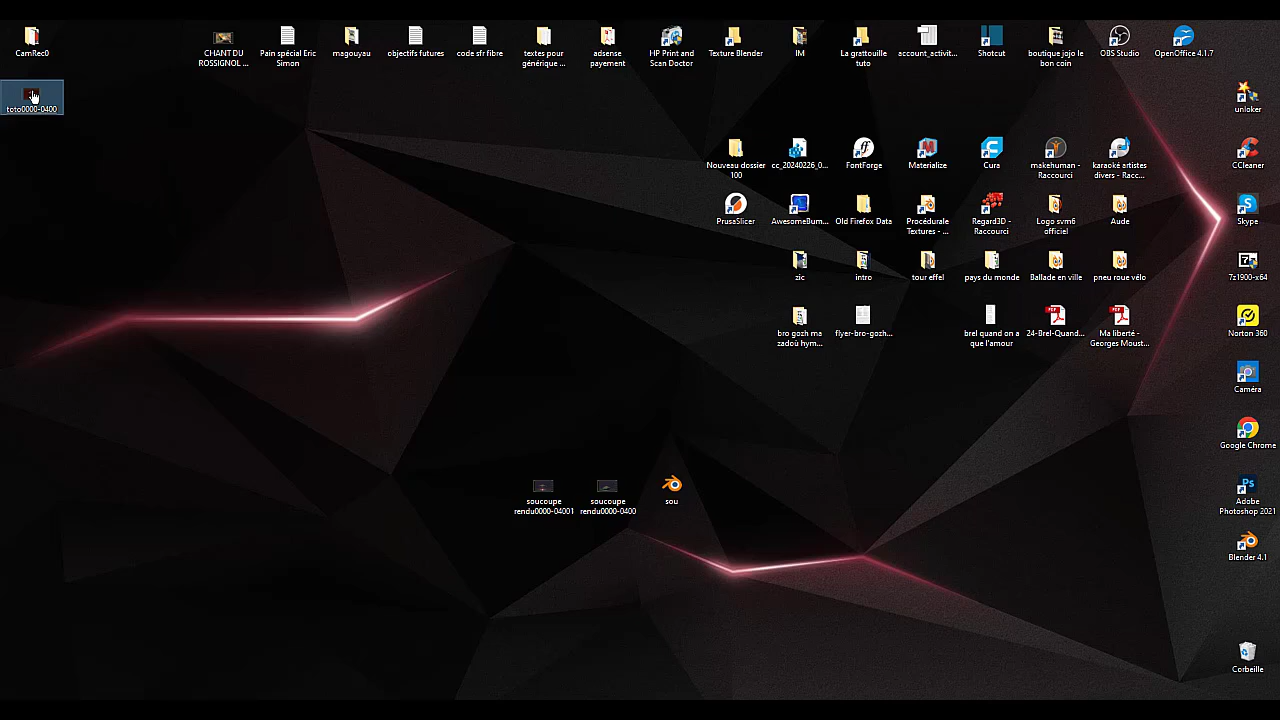 CamRec0
CHANT DU
ROSSIGNOL ...
Pain spécial Eric
Simon
magouyau
objectifs futures
code sfr fibre
textes pour
générique ...
adsense
payement
HP Print and
Scan Doctor
Texture Blender
IM
La grattouille
tuto
account_activit...
Shotcut
boutique jojo le
bon coin
OBS Studio
OpenOffice 4.1.7
toto0000-0400
unloker
Nouveau dossier
100
cc_20240226_0...
FontForge
Materialize
Cura
makehuman -
Raccourci
karaoké artistes
divers - Racc...
CCleaner
PrusaSlicer
AwesomeBum...
Old Firefox Data
Procédurale
Textures - ...
Regard3D -
Raccourci
Logo svm6
officiel
Aude
Skype
zic
intro
tour effel
pays du monde
Ballade en ville
pneu roue vélo
7z1900-x64
bro gozh ma
zadoù hym...
flyer-bro-gozh...
brel quand on a
que l'amour
24-Brel-Quand...
Ma liberté -
Georges Moust...
Norton 360
Caméra
Google Chrome
soucoupe
rendu0000-04001
soucoupe
rendu0000-0400
sou
Adobe
Photoshop 2021
Blender 4.1
Corbeille